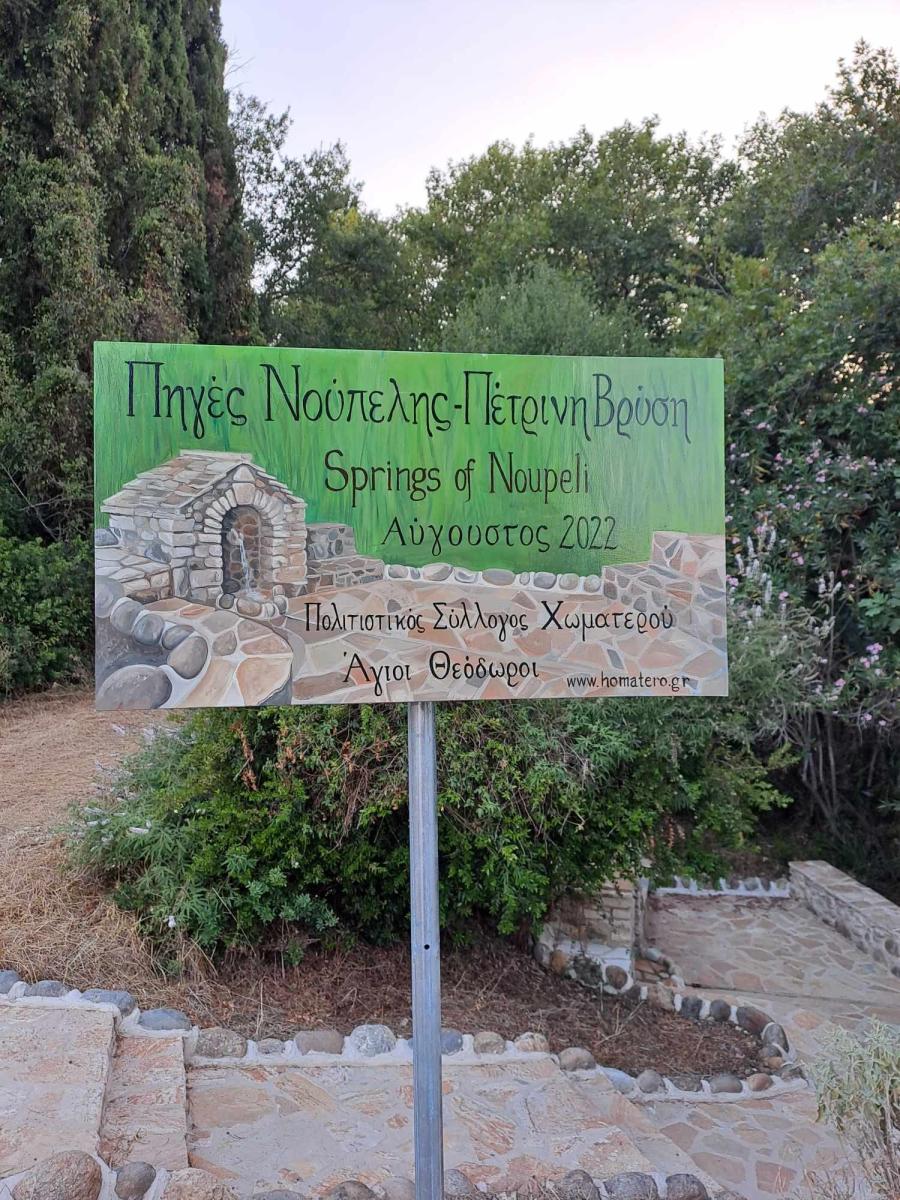 Πηγές Νούπελης-Πέτρινη Βρύση
Springs of Noupeli
Αύγουστος 2022
Πολιτιστικός Σύλλογος Χωματερού
Άγιοι Θεόδωροι
www.homatero.gr